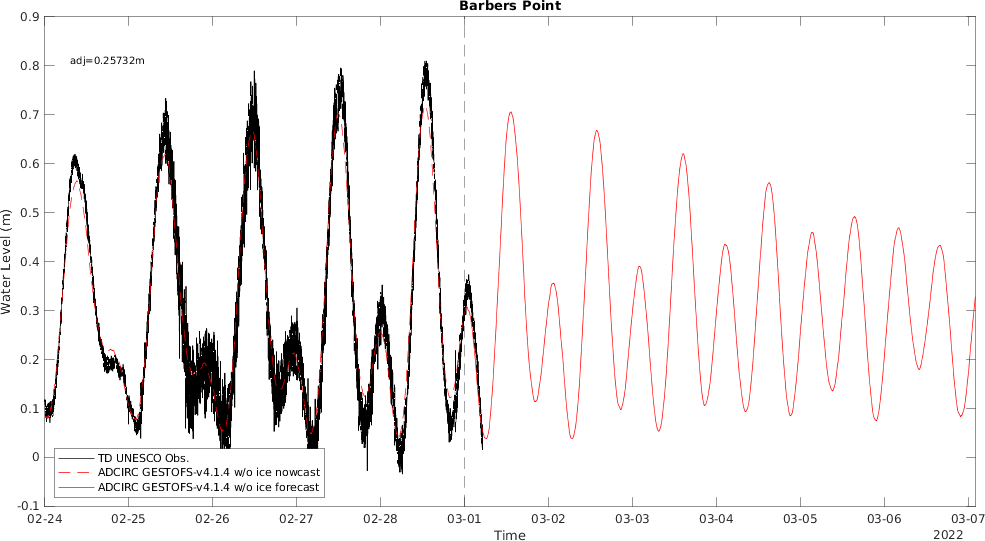 Barbers Point
adj=0.25732m
Water Level (m)
0.9
0.8
0.7
0.6
0.5
0.4
0.3
0.2
0.1
0
-0.1
TD UNESCO Obs.
ADCIRC GESTOFS-v4.1.4 w/o ice nowcast
ADCIRC GESTOFS-v4.1.4 w/o ice forecast
02-24 02-25 02-26 02-27 02-28 03-01 03-02 03-03 03-04 03-05 03-06 03-07
Time
2022